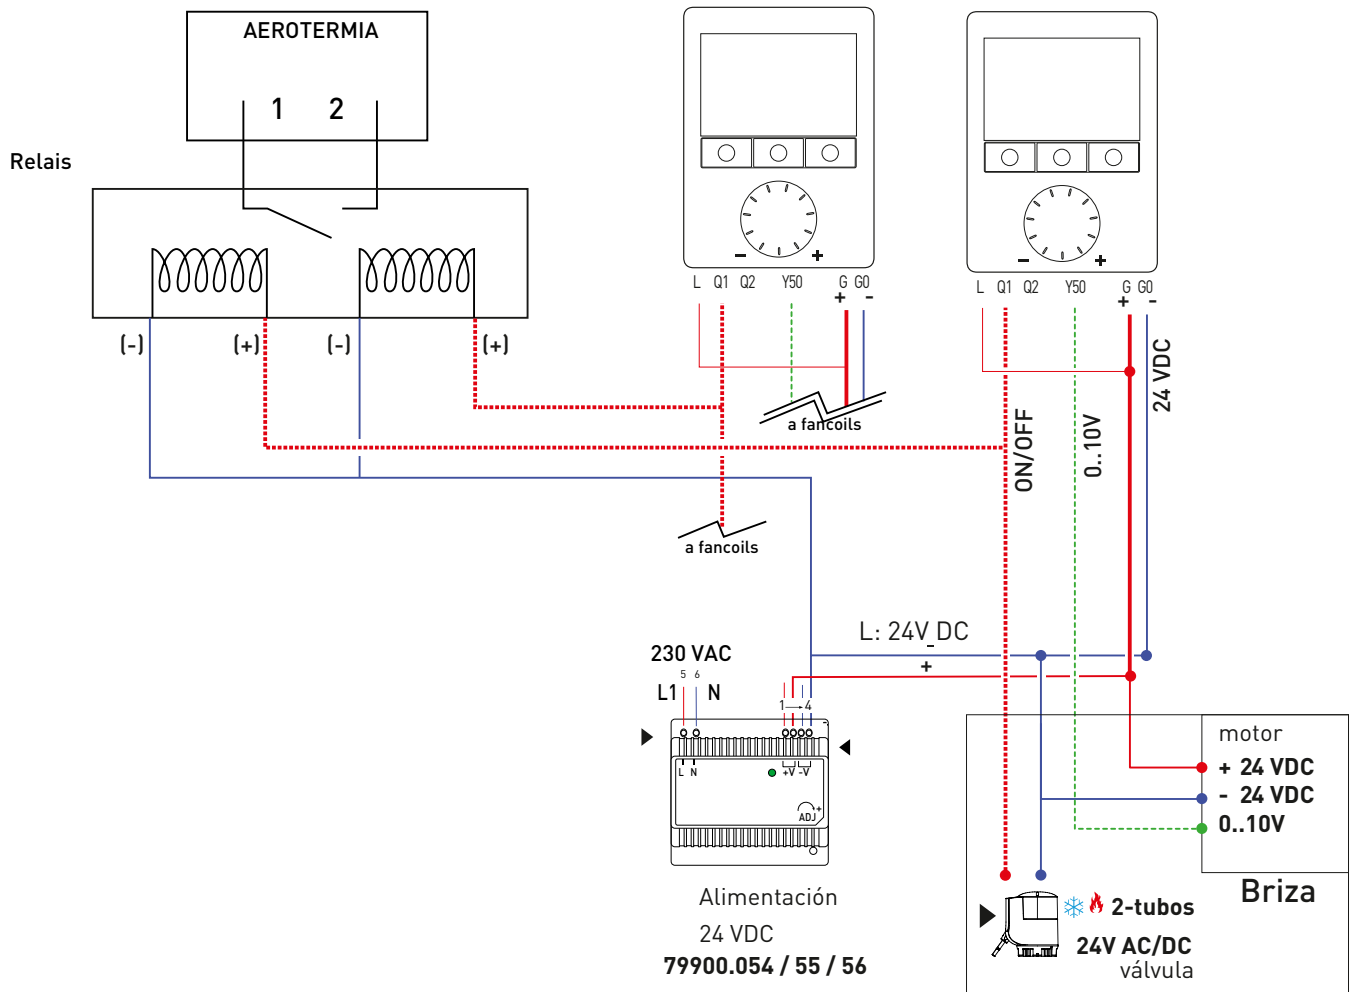 AEROTERMIA
1 2
Relais
(-) (+) (-) (+)
- +
L Q1 Q2 Y50 G G0
+ -
a fancoils
- +
L Q1 Q2 Y50 G G0
+ -
24 VDC
ON/OFF
0..10V
a fancoils
L: 24V DC
-
+
230 VAC
5 6
L1 N
1 → 4
L N
+V -V
-
+
ADJ
Alimentación
24 VDC
79900.054 / 55 / 56
motor
+ 24 VDC
- 24 VDC
0..10V
Briza
2-tubos
24V AC/DC
válvula